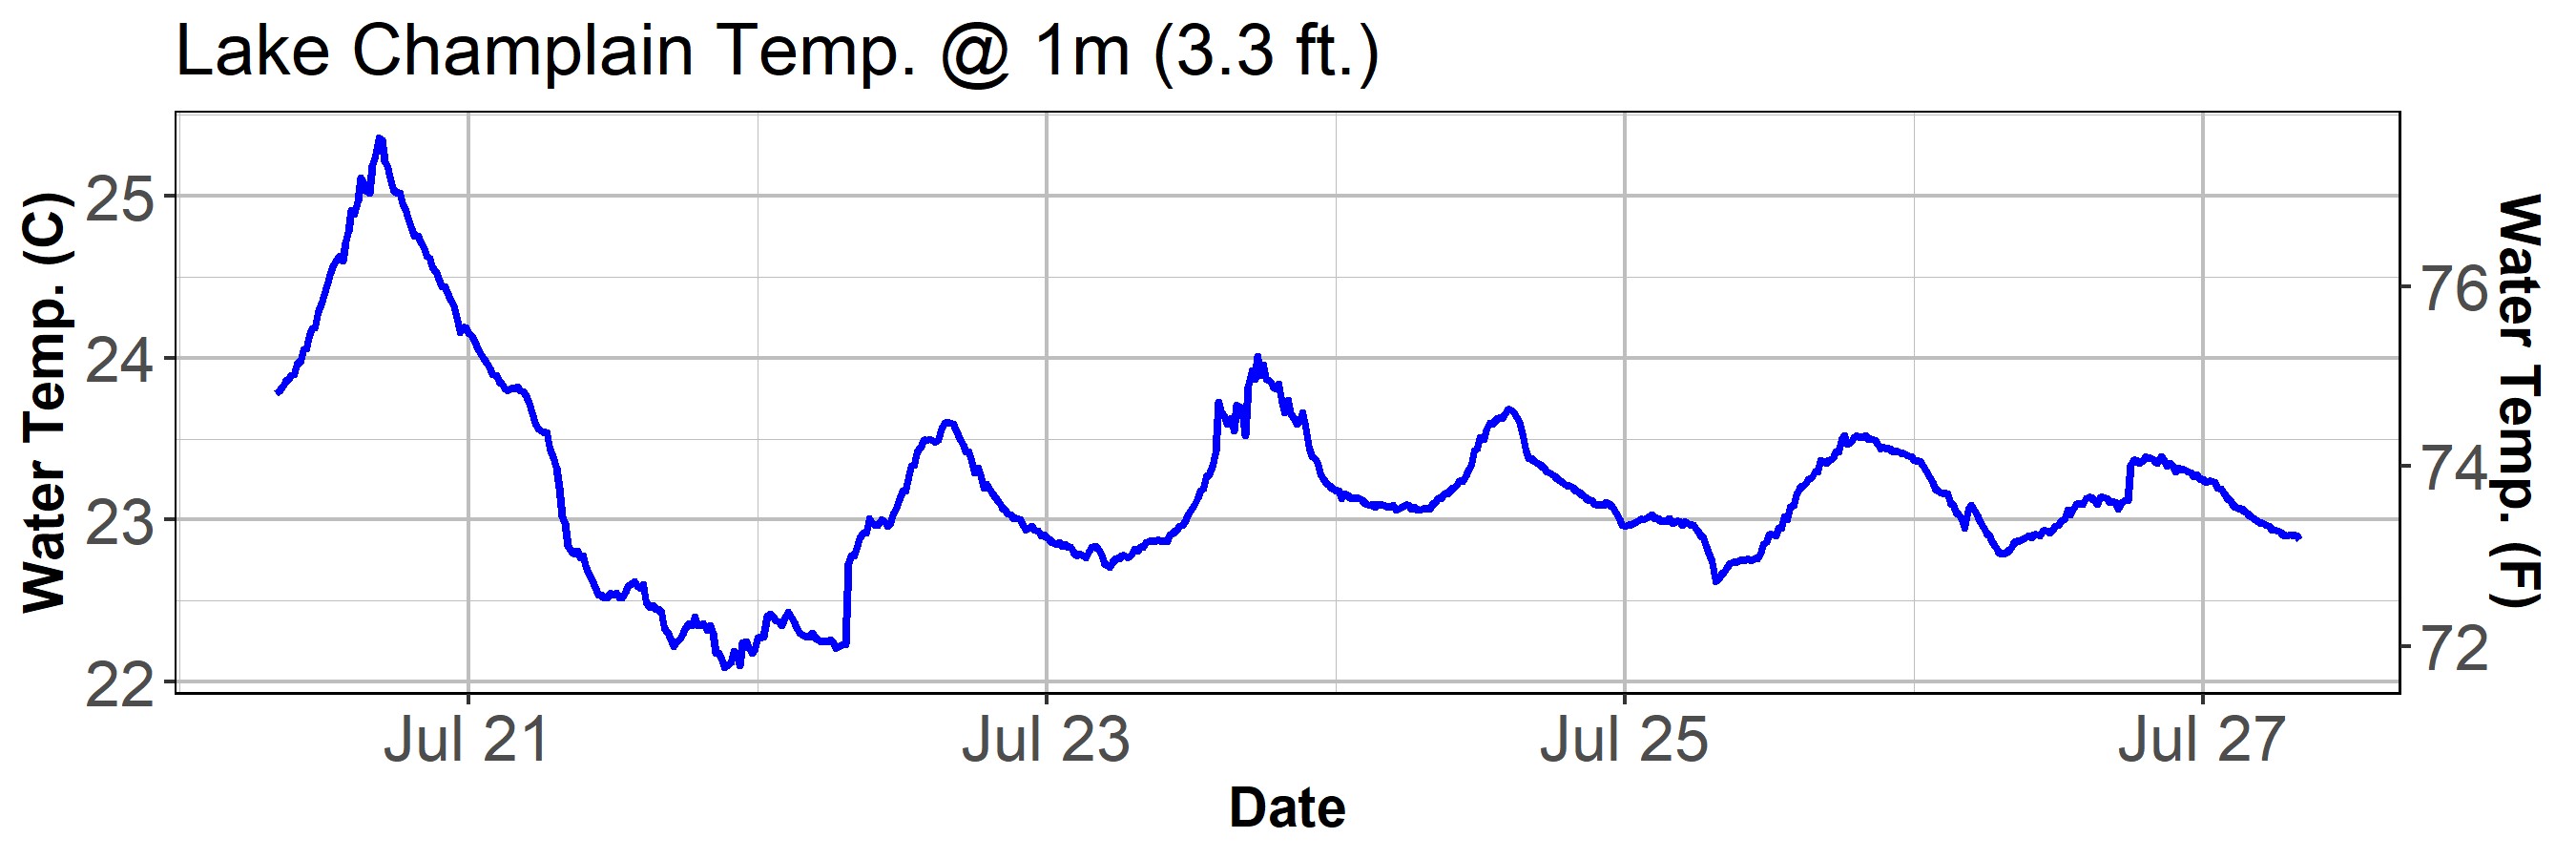 Lake Champlain Temp. @ 1m (3.3 ft.)
Water Temp. (C)
25
24
23
22
76
74
72
Water Temp. (F)
Jul 21 Jul 23 Jul 25 Jul 27
Date